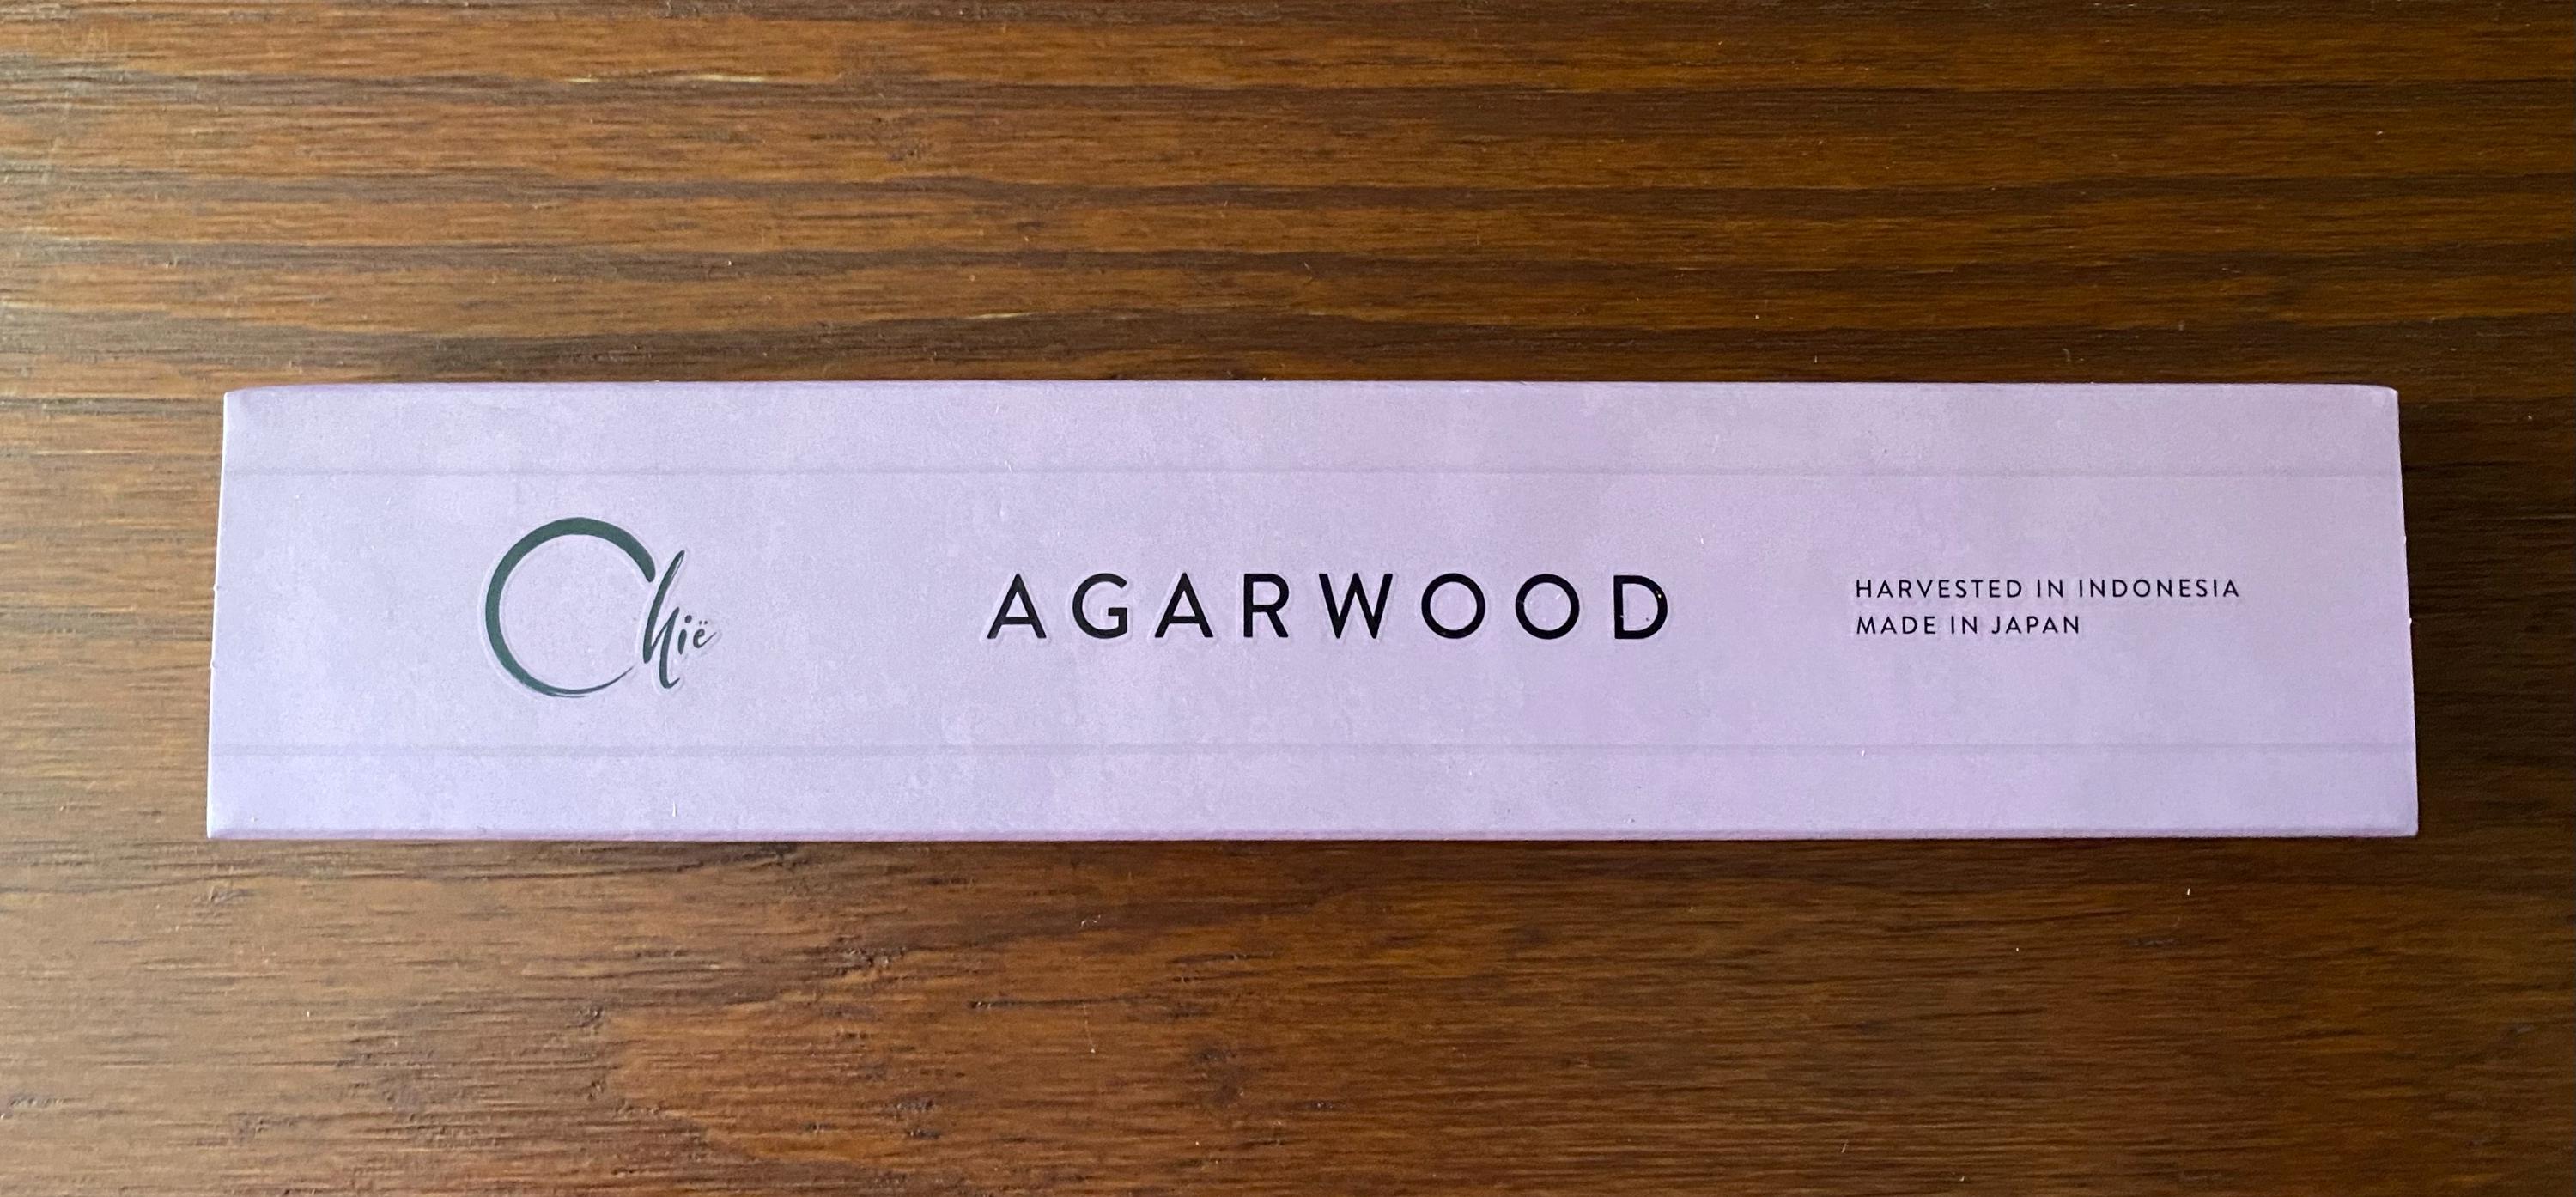 Chië
AGARWOOD
HARVESTED IN INDONESIA
MADE IN JAPAN